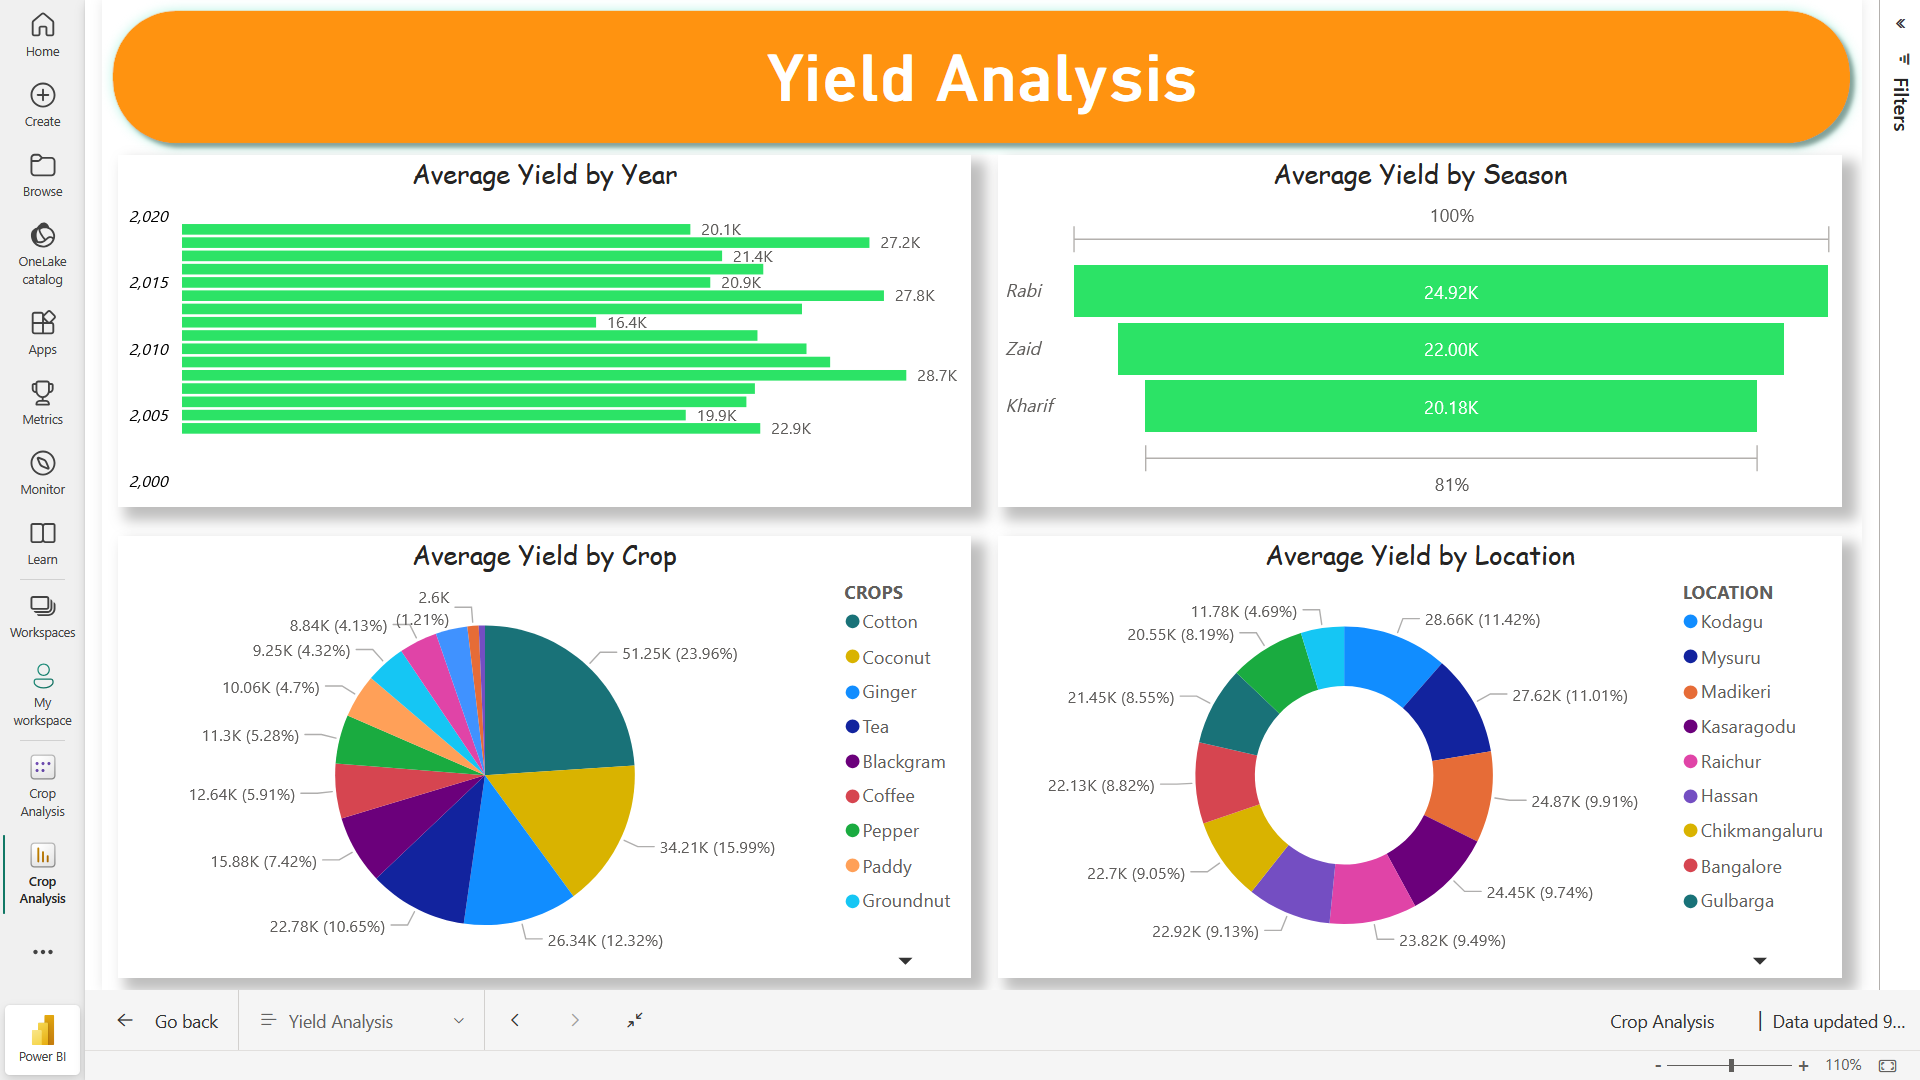 Home
Create
Browse
OneLake
catalog
Apps
Metrics
Monitor
Learn
Workspaces
My
workspace
Crop
Analysis
Crop
Analysis
Power BI
Yield Analysis
Filters
Average Yield by Year
2,020
2,015
2,010
2,005
2,000
20.1K
27.2K
21.4K
20.9K
27.8K
16.4K
28.7K
19.9K
22.9K
Average Yield by Season
100%
Rabi
24.92K
Zaid
22.00K
Kharif
20.18K
81%
Average Yield by Crop
2.6K
(1.21%)
8.84K (4.13%)
9.25K (4.32%)
10.06K (4.7%)
11.3K (5.28%)
12.64K (5.91%)
15.88K (7.42%)
22.78K (10.65%)
26.34K (12.32%)
34.21K (15.99%)
51.25K (23.96%)
CROPS
Cotton
Coconut
Ginger
Tea
Blackgram
Coffee
Pepper
Paddy
Groundnut
Average Yield by Location
11.78K (4.69%)
20.55K (8.19%)
21.45K (8.55%)
22.13K (8.82%)
22.7K (9.05%)
22.92K (9.13%)
23.82K (9.49%)
24.45K (9.74%)
24.87K (9.91%)
27.62K (11.01%)
28.66K (11.42%)
LOCATION
Kodagu
Mysuru
Madikeri
Kasaragodu
Raichur
Hassan
Chikmangaluru
Bangalore
Gulbarga
Go back
Yield Analysis
Crop Analysis | Data updated 9...
- + 110%